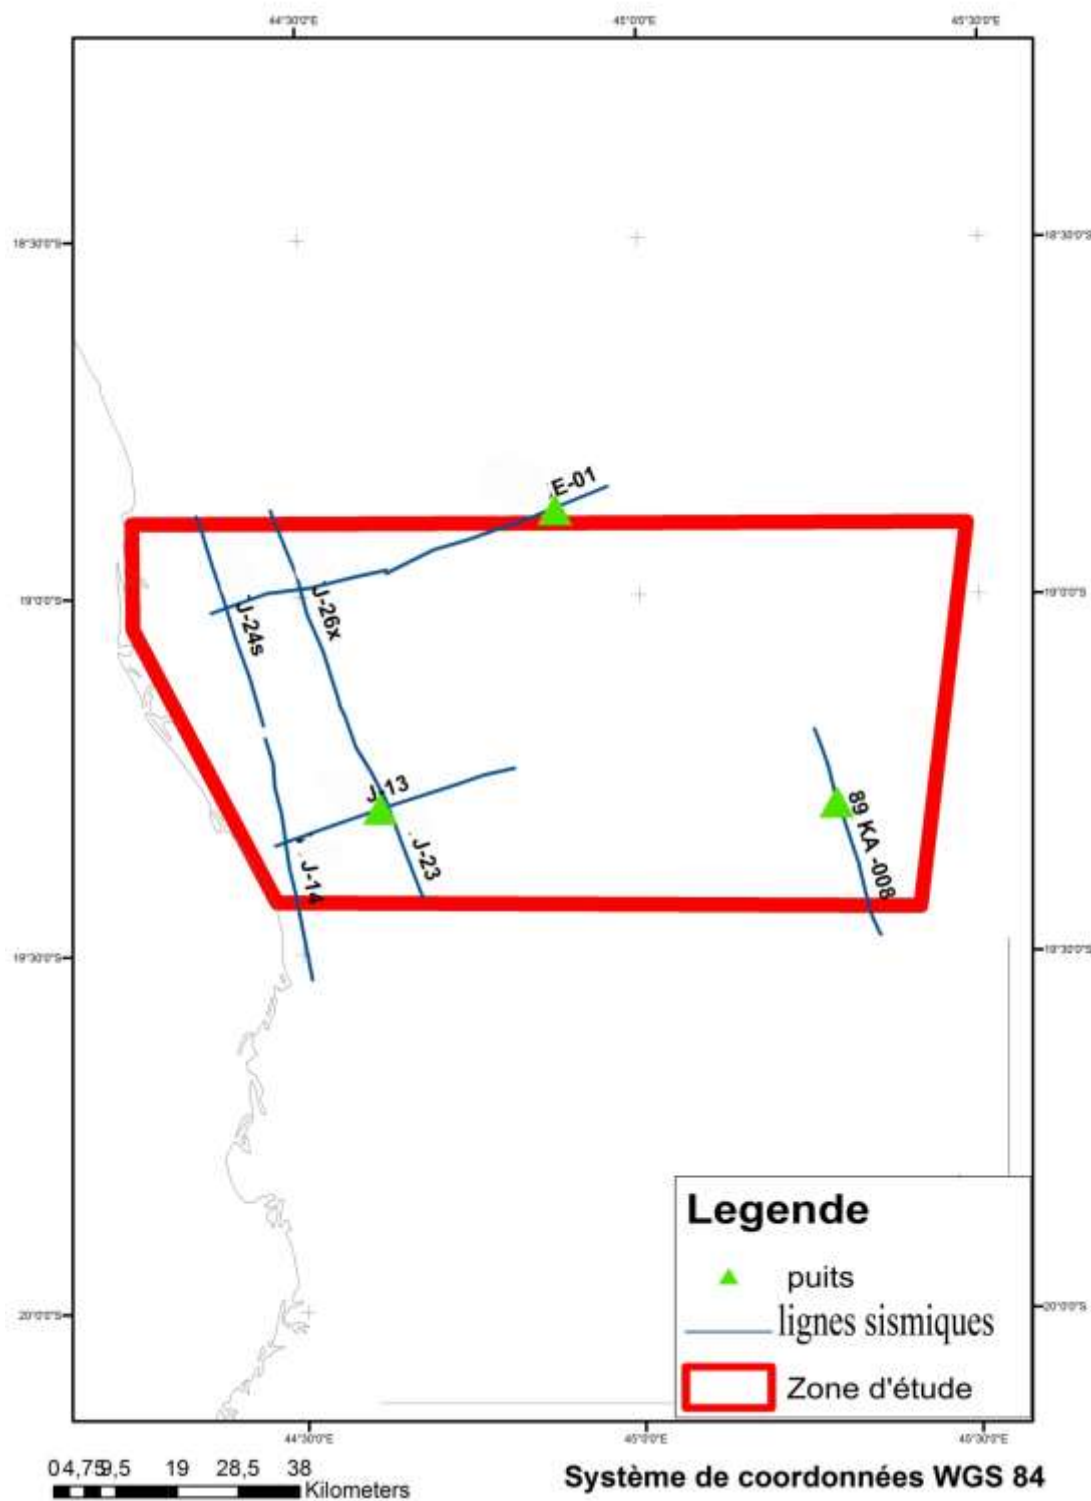 44°30'0"E
45°0'0"E
45°30'0"E
18°30'0"S
18°30'0"S
.E-01
19°0'0"S
19°0'0"S
J-24s
J-26x
J-13
J-14
J-23
89 KA -008
19°30'0"S
19°30'0"S
Legende
puits
lignes sismiques
Zone d'étude
20°0'0"S
20°0'0"S
44°30'0"E
45°0'0"E
45°30'0"E
0 4,75 9,5 19 28,5 38
Kilometers
Système de coordonnées WGS 84